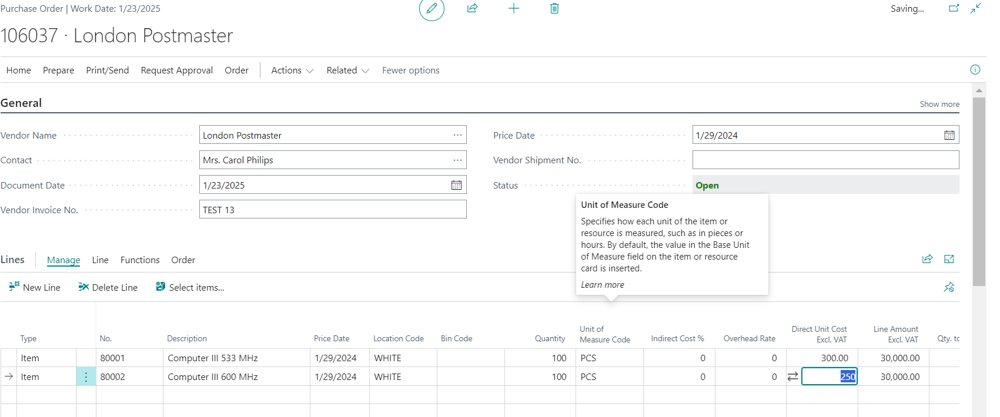 Purchase Order | Work Date: 1/23/2025
Saving...
106037 · London Postmaster
Home Prepare Print/Send Request Approval Order Actions Related Fewer options
General
Show more
Vendor Name London Postmaster ...
Price Date 1/29/2024
Contact Mrs. Carol Philips ...
Vendor Shipment No.
Document Date 1/23/2025
Status Open
Vendor Invoice No. TEST 13
Unit of Measure Code
Specifies how each unit of the item or
resource is measured, such as in pieces or
hours. By default, the value in the Base Unit
of Measure field on the item or resource
card is inserted.
Learn more
Lines Manage Line Functions Order
New Line Delete Line Select items...
Type No. Description Price Date Location Code Bin Code Quantity Unit of Measure Code Indirect Cost % Overhead Rate Direct Unit Cost Excl. VAT Line Amount Excl. VAT Qty. to
Item 80001 Computer III 533 MHz 1/29/2024 WHITE 100 PCS 0 0 300.00 30,000.00
Item 80002 Computer III 600 MHz 1/29/2024 WHITE 100 PCS 0 0 250 30,000.00